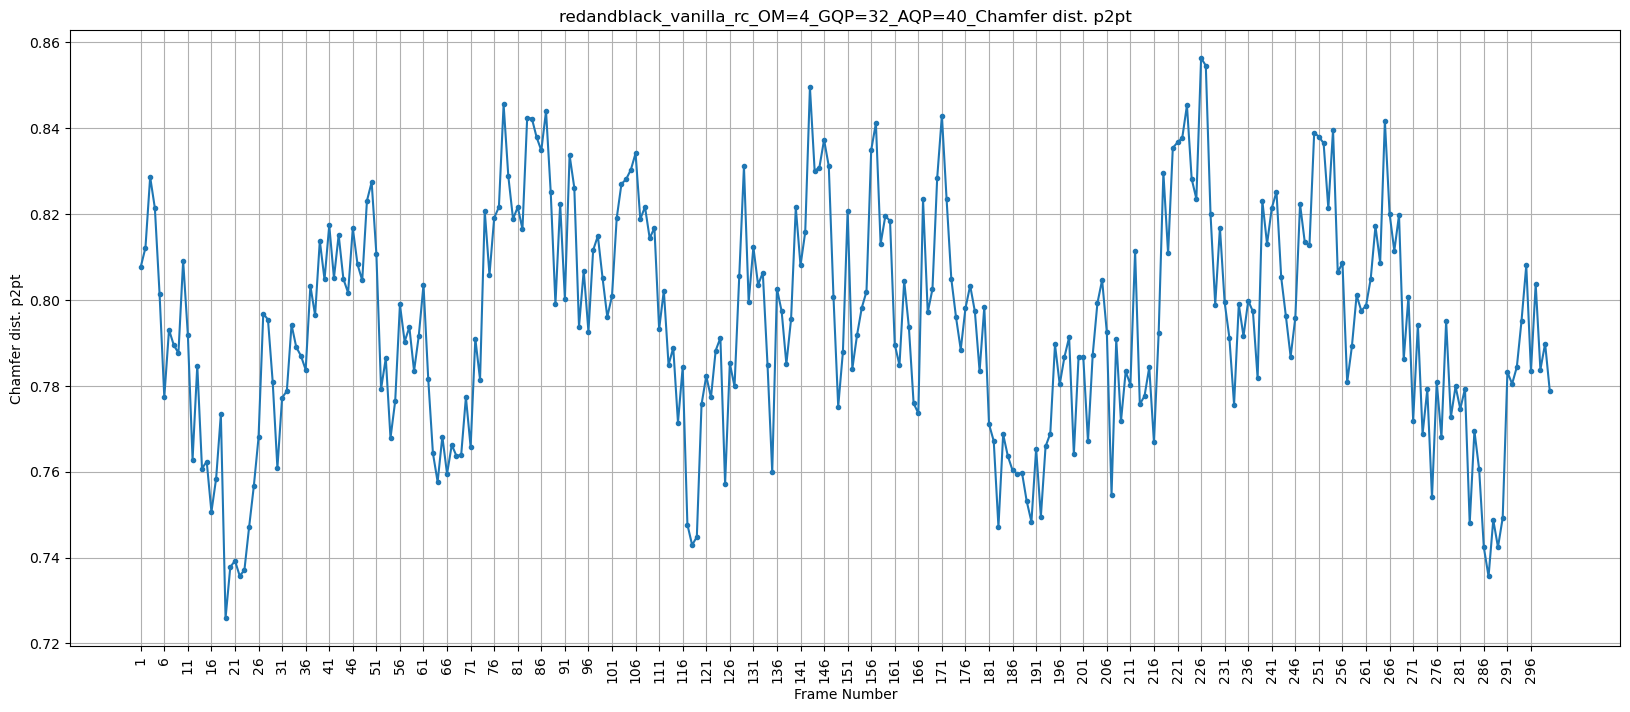 redandblack_vanilla_rc_OM=4_GQP=32_AQP=40_Chamfer dist. p2pt
Chamfer dist. p2pt
0.86
0.84
0.82
0.80
0.78
0.76
0.74
0.72
1 6 11 16 21 26 31 36 41 46 51 56 61 66 71 76 81 86 91 96 101 106 111 116 121 126 131 136 141 146 151 156 161 166 171 176 181 186 191 196 201 206 211 216 221 226 231 236 241 246 251 256 261 266 271 276 281 286 291 296
Frame Number